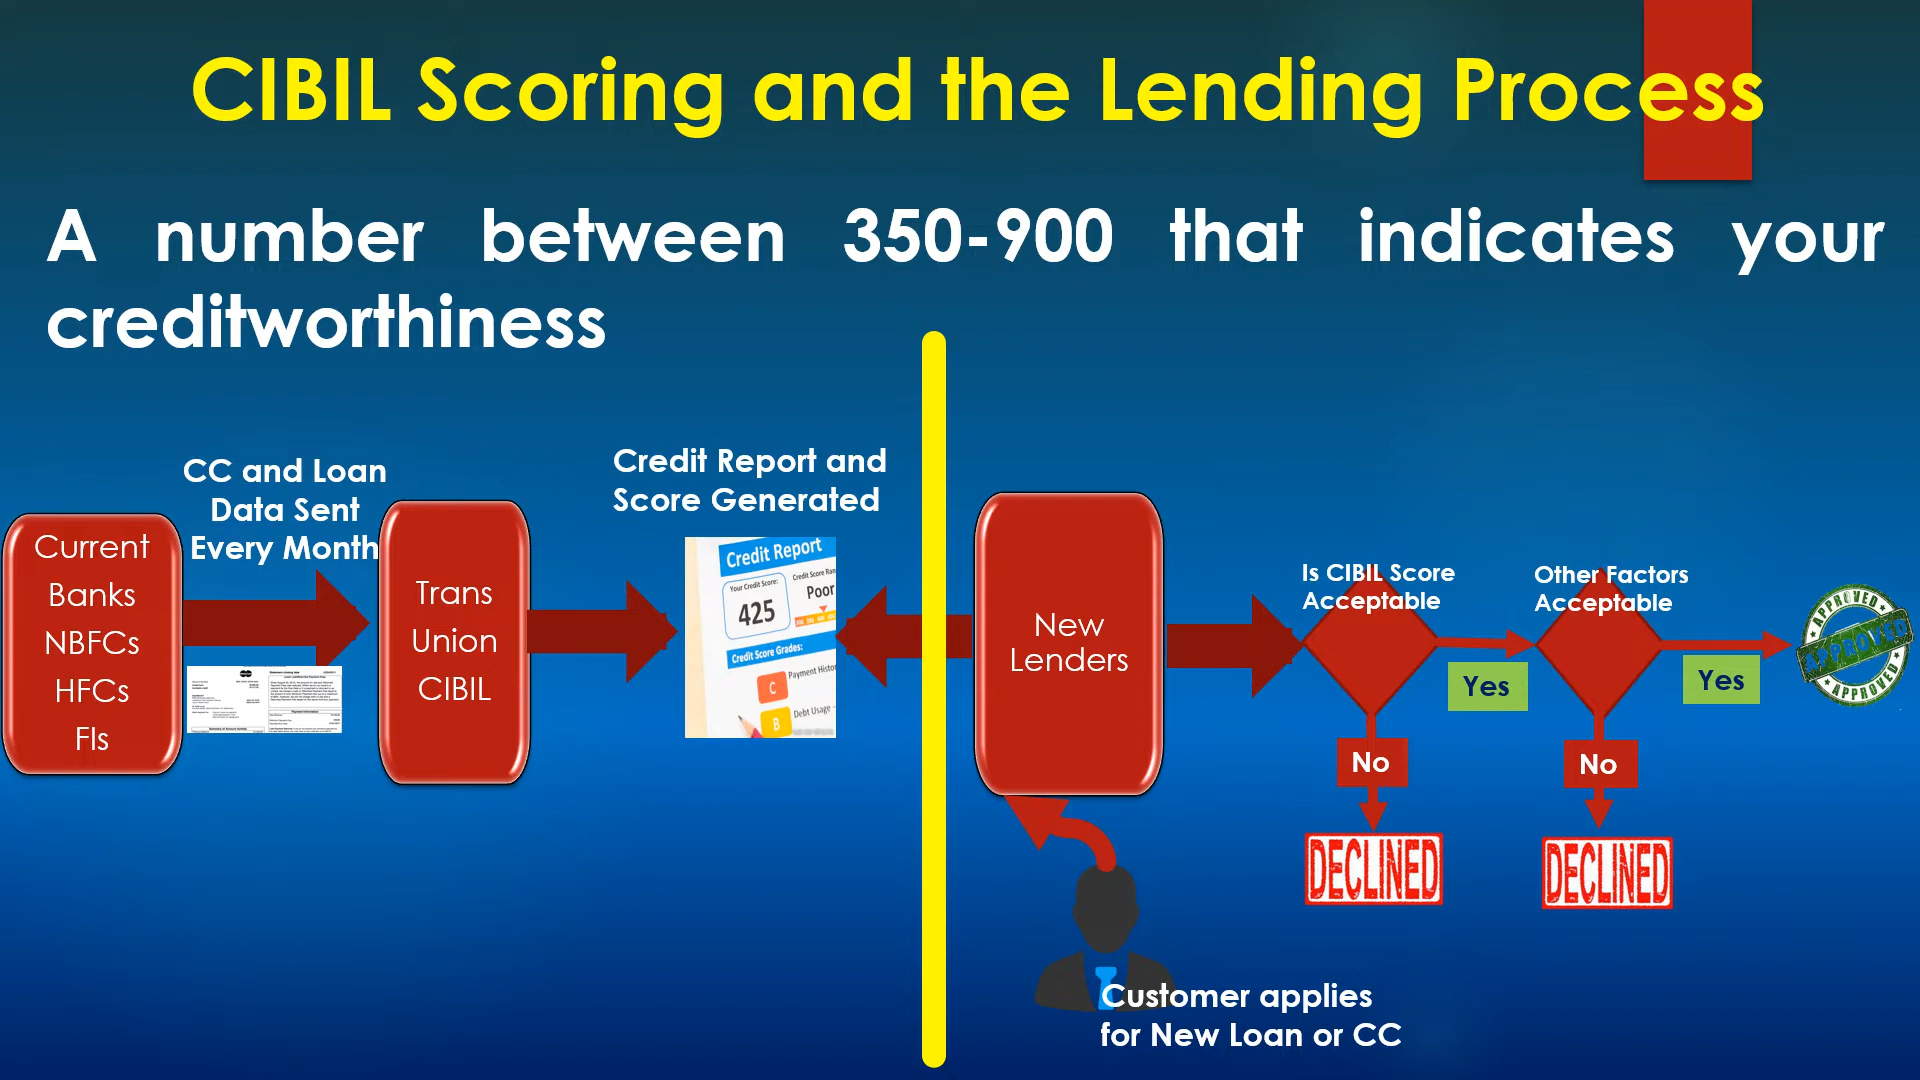 CIBIL Scoring and the Lending Process
A number between 350-900 that indicates your
creditworthiness
CC and Loan
Data Sent
Every Month
Current
Banks
NBFCs
HFCs
FIs
Trans
Union
CIBIL
Credit Report and
Score Generated
Credit Report
Your Credit Score:
425
Poor
Credit Score Grades:
C
Payment
B
Debt Usage
New
Lenders
Customer applies
for New Loan or CC
Is CIBIL Score
Acceptable
Yes
No
DECLINED
Other Factors
Acceptable
Yes
No
DECLINED
APPROVED
APPROVED
APPROVED